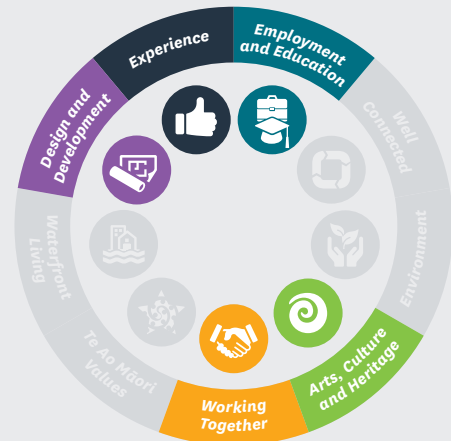 Experience
Employment
and Education
Well
Connected
Environment
Arts, Culture
and Heritage
Working
Together
Te Ao Māori
Values
Waterfront
Living
Design and
Development